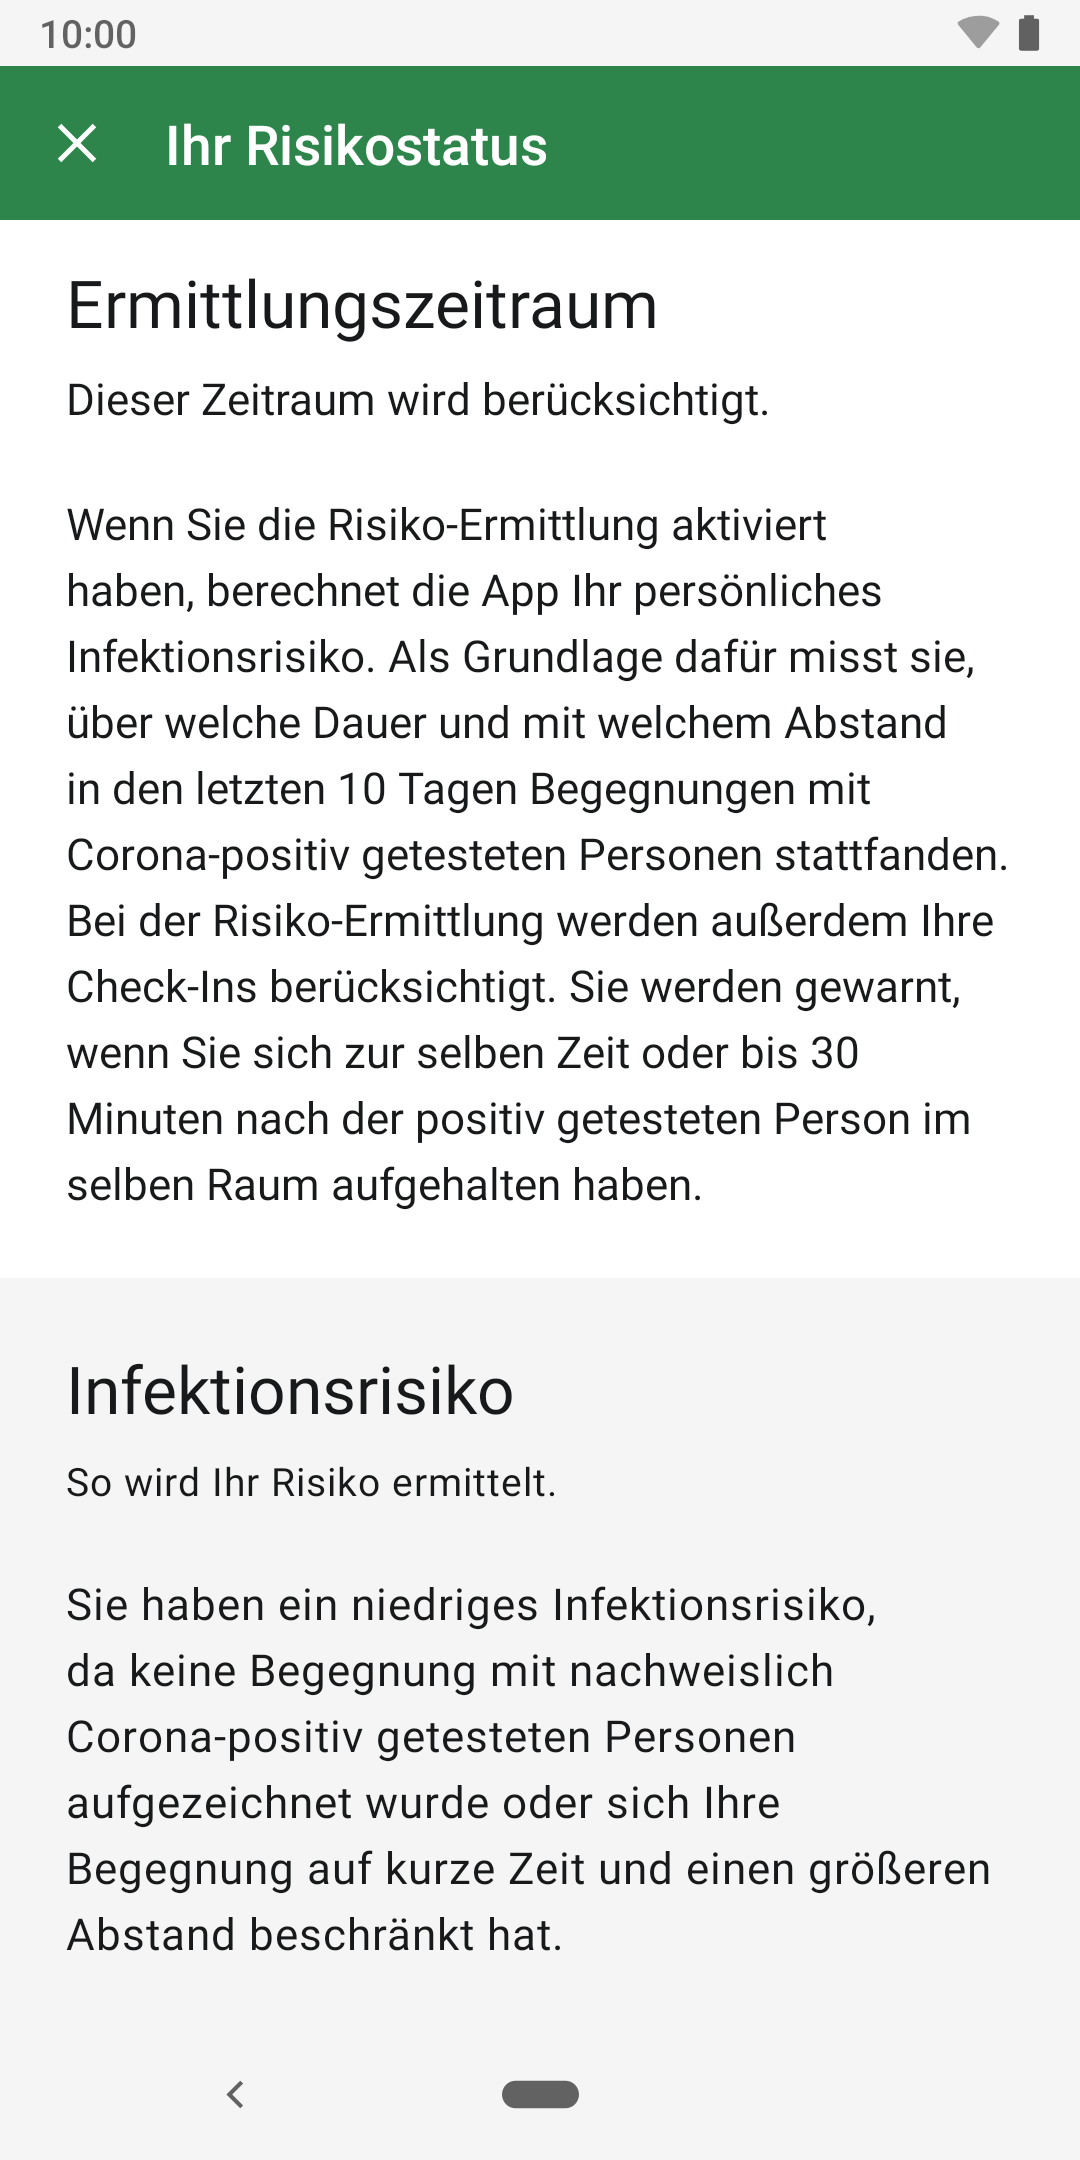 10:00
Ihr Risikostatus
Ermittlungszeitraum
Dieser Zeitraum wird berücksichtigt.
Wenn Sie die Risiko-Ermittlung aktiviert
haben, berechnet die App Ihr persönliches
Infektionsrisiko. Als Grundlage dafür misst sie,
über welche Dauer und mit welchem Abstand
in den letzten 10 Tagen Begegnungen mit
Corona-positiv getesteten Personen stattfanden.
Bei der Risiko-Ermittlung werden außerdem Ihre
Check-Ins berücksichtigt. Sie werden gewarnt,
wenn Sie sich zur selben Zeit oder bis 30
Minuten nach der positiv getesteten Person im
selben Raum aufgehalten haben.
Infektionsrisiko
So wird Ihr Risiko ermittelt.
Sie haben ein niedriges Infektionsrisiko,
da keine Begegnung mit nachweislich
Corona-positiv getesteten Personen
aufgezeichnet wurde oder sich Ihre
Begegnung auf kurze Zeit und einen größeren
Abstand beschränkt hat.